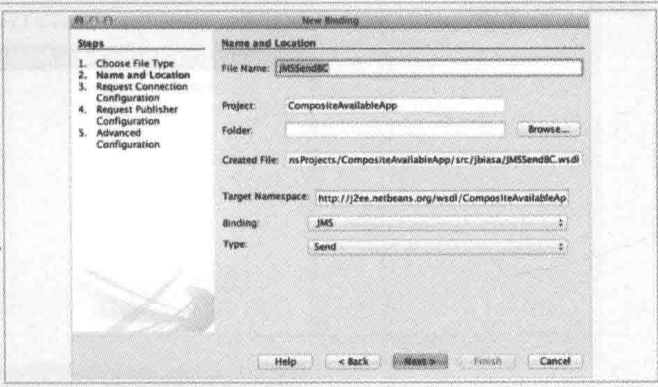 New Binding
Steps
1. Choose File Type
2. Name and Location
3. Request Connection
Configuration
4. Request Publisher
Configuration
5. Advanced
Configuration
Name and Location
File Name: JMSSendBC
Project: CompositeAvailableApp
Folder:
Browse...
Created File: nsProjects/CompositeAvailableApp/src/jbiasa/JMSSendBC.wsdl
Target Namespace: http://j2ee.netbeans.org/wsdl/CompositeAvailableAp
Binding: JMS
Type: Send
Help
< Back
Next >
Finish
Cancel